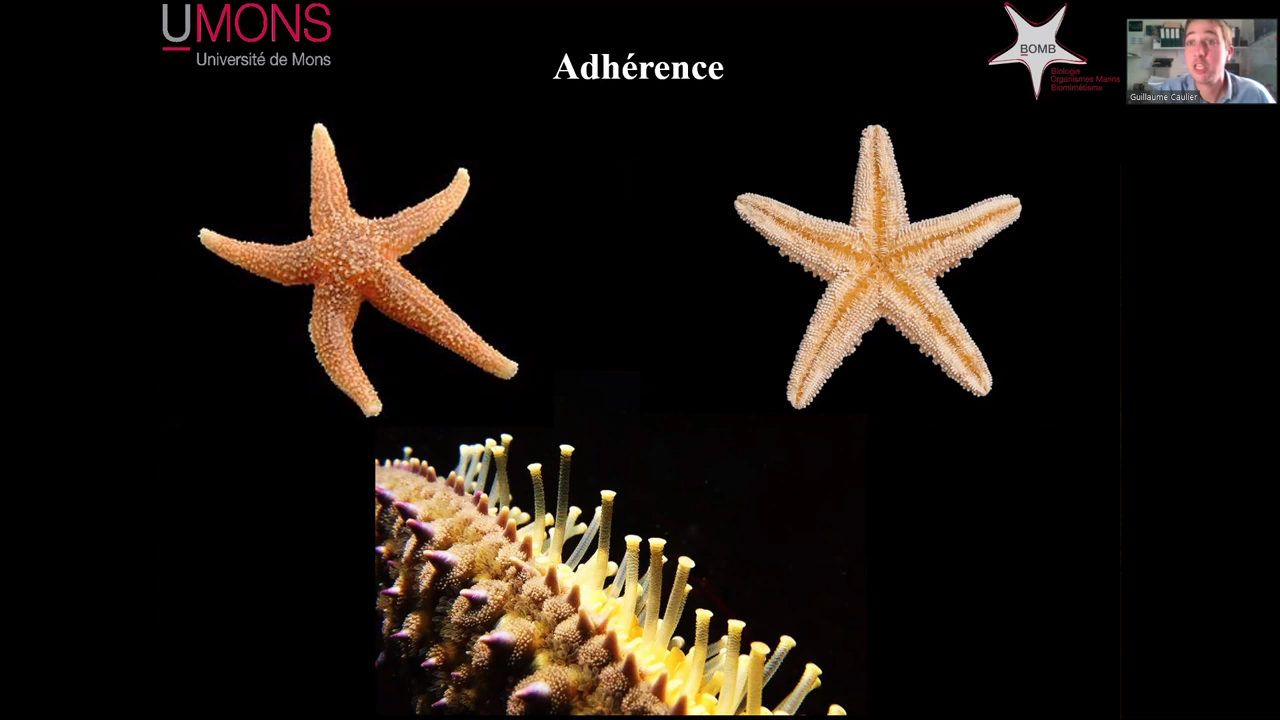 UMONS
Université de Mons
Adhérence
BOMB
Biologie
Organismes Marins
Biomimétisme
Guillaume Caulier